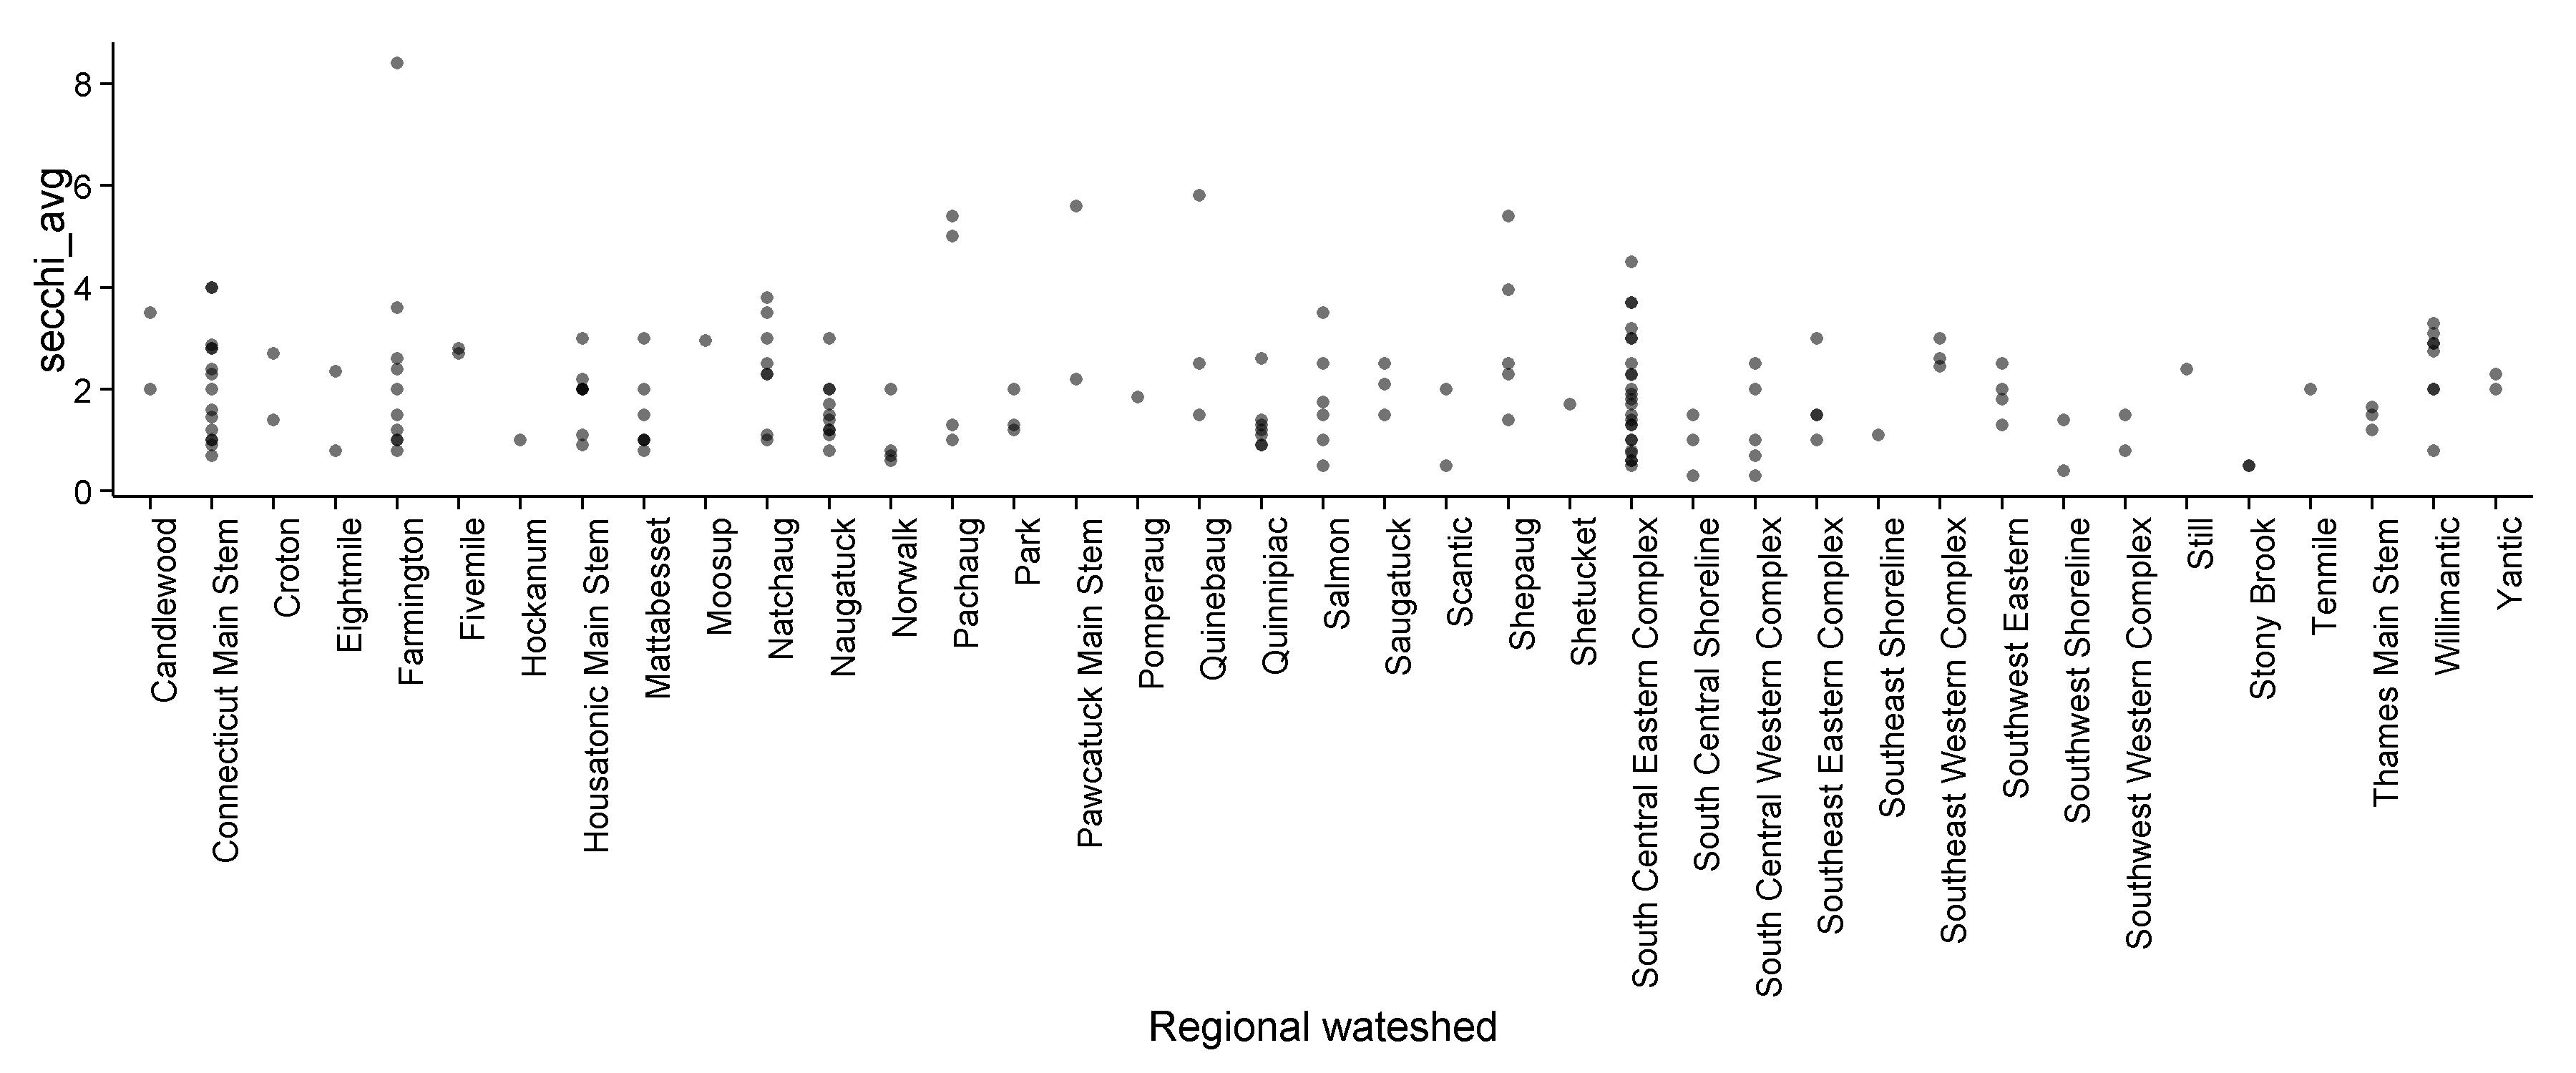 secchi_avg
8
6
4
2
0
Candlewood
Connecticut Main Stem
Croton
Eightmile
Farmington
Fivemile
Hockanum
Housatonic Main Stem
Mattabesset
Moosup
Natchaug
Naugatuck
Norwalk
Pachaug
Park
Pawcatuck Main Stem
Pomperaug
Quinebaug
Quinnipiac
Salmon
Saugatuck
Scantic
Shepaug
Shetucket
South Central Eastern Complex
South Central Shoreline
South Central Western Complex
Southeast Eastern Complex
Southeast Shoreline
Southeast Western Complex
Southwest Eastern
Southwest Shoreline
Southwest Western Complex
Still
Stony Brook
Tenmile
Thames Main Stem
Willimantic
Yantic
Regional wateshed